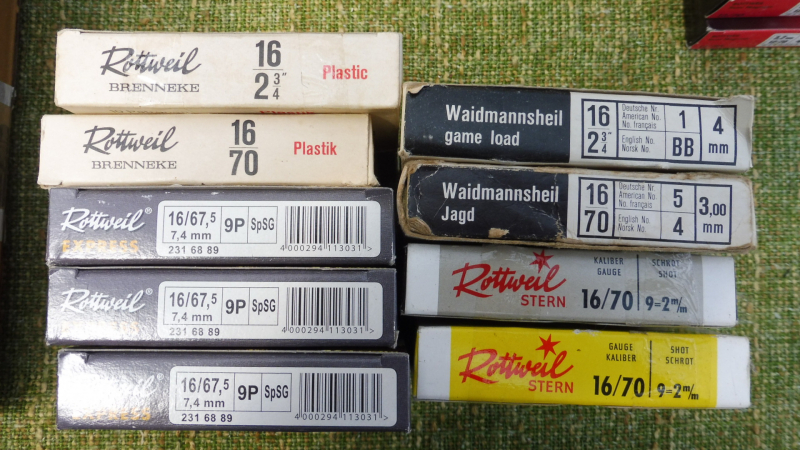 Rottweil
BRENNEKE
16
2 3/4"
Plastic
Rottweil
BRENNEKE
16
70
Plastik
Rottweil®
EXPRESS
16/67,5
7,4 mm
9P
SpSG
231 68 89
4 000294 113031 >
Rottweil®
16/67,5
7,4 mm
9P
SpSG
231 68 89
4 000294 113031 >
Rottweil
EXPRESS
16/67,5
7,4 mm
9P
SpSG
231 68 89
4 000294 113031 >
Waidmannsheil
game load
16
2 3/4"
Deutsche Nr.
American No.
No. français
1
English No.
Norsk No.
BB
4
mm
Waidmannsheil
Jagd
16
70
Deutsche Nr.
American No.
No. français
5
English No.
Norsk No.
4
3,00
mm
Rottweil
STERN
KALIBER
GAUGE
16/70
SCHROT
SHOT
9=2m/m
Rottweil
STERN
GAUGE
KALIBER
16/70
SHOT
SCHROT
9=2m/m